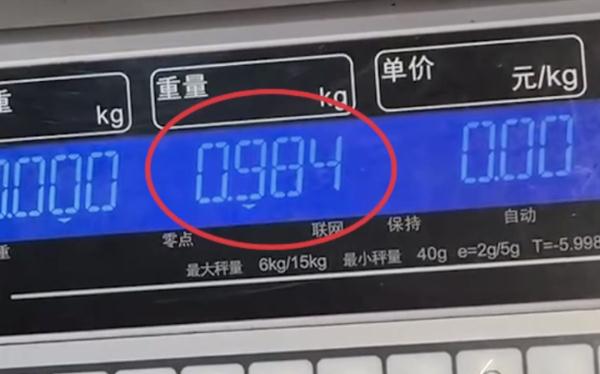 重 重量 单价
kg kg 元/kg
0.000 0.984 0.00
重 零点 联网 保持 自动
最大秤量 6kg/15kg 最小秤量 40g e=2g/5g T=-5.998